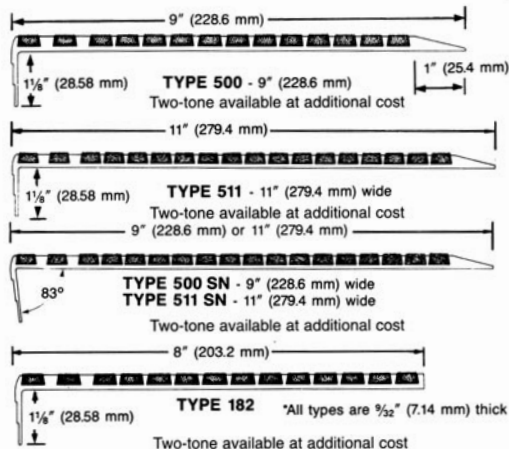 9" (228.6 mm)
1⅛" (28.58 mm)
TYPE 500 - 9" (228.6 mm)
1" (25.4 mm)
Two-tone available at additional cost
11" (279.4 mm)
1⅛" (28.58 mm)
TYPE 511 - 11" (279.4 mm) wide
Two-tone available at additional cost
9" (228.6 mm) or 11" (279.4 mm)
83º
TYPE 500 SN - 9" (228.6 mm) wide
TYPE 511 SN - 11" (279.4 mm) wide
Two-tone available at additional cost
8" (203.2 mm)
1⅛" (28.58 mm)
TYPE 182
*All types are 9/32" (7.14 mm) thick
Two-tone available at additional cost